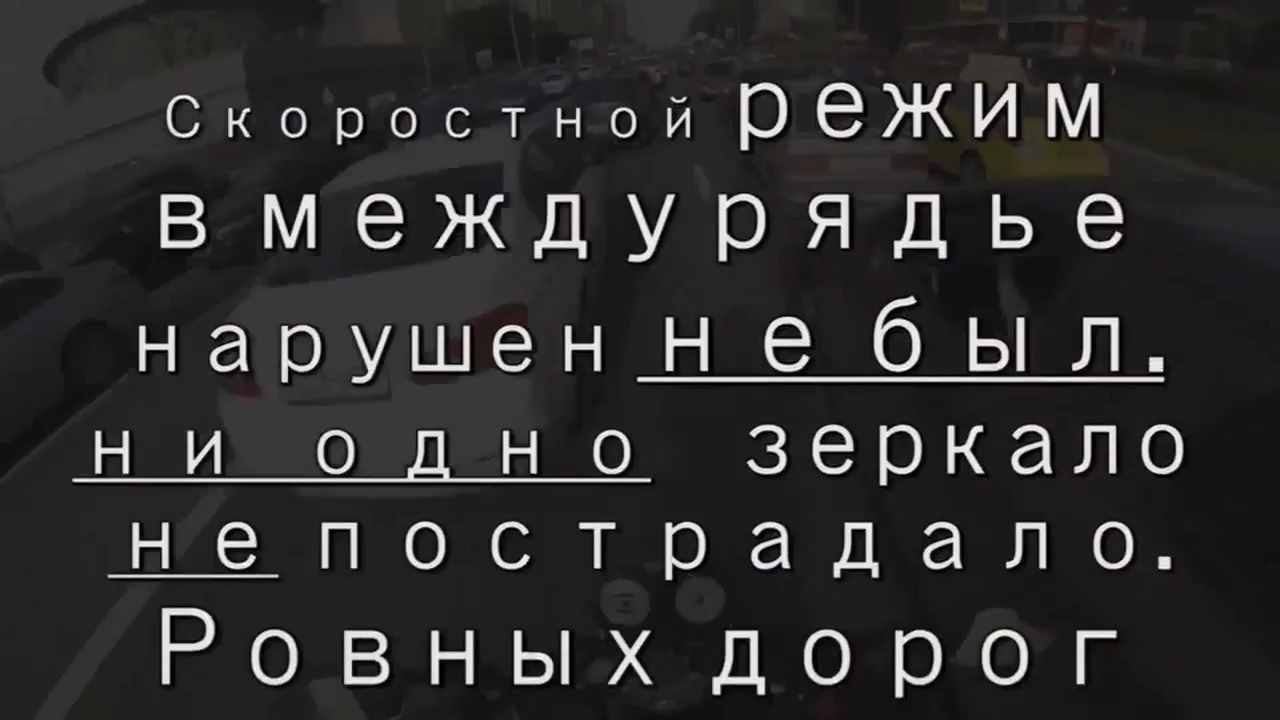 Скоростной режим
в междурядье
нарушен не был.
ни одно зеркало
не пострадало.
Ровных дорог